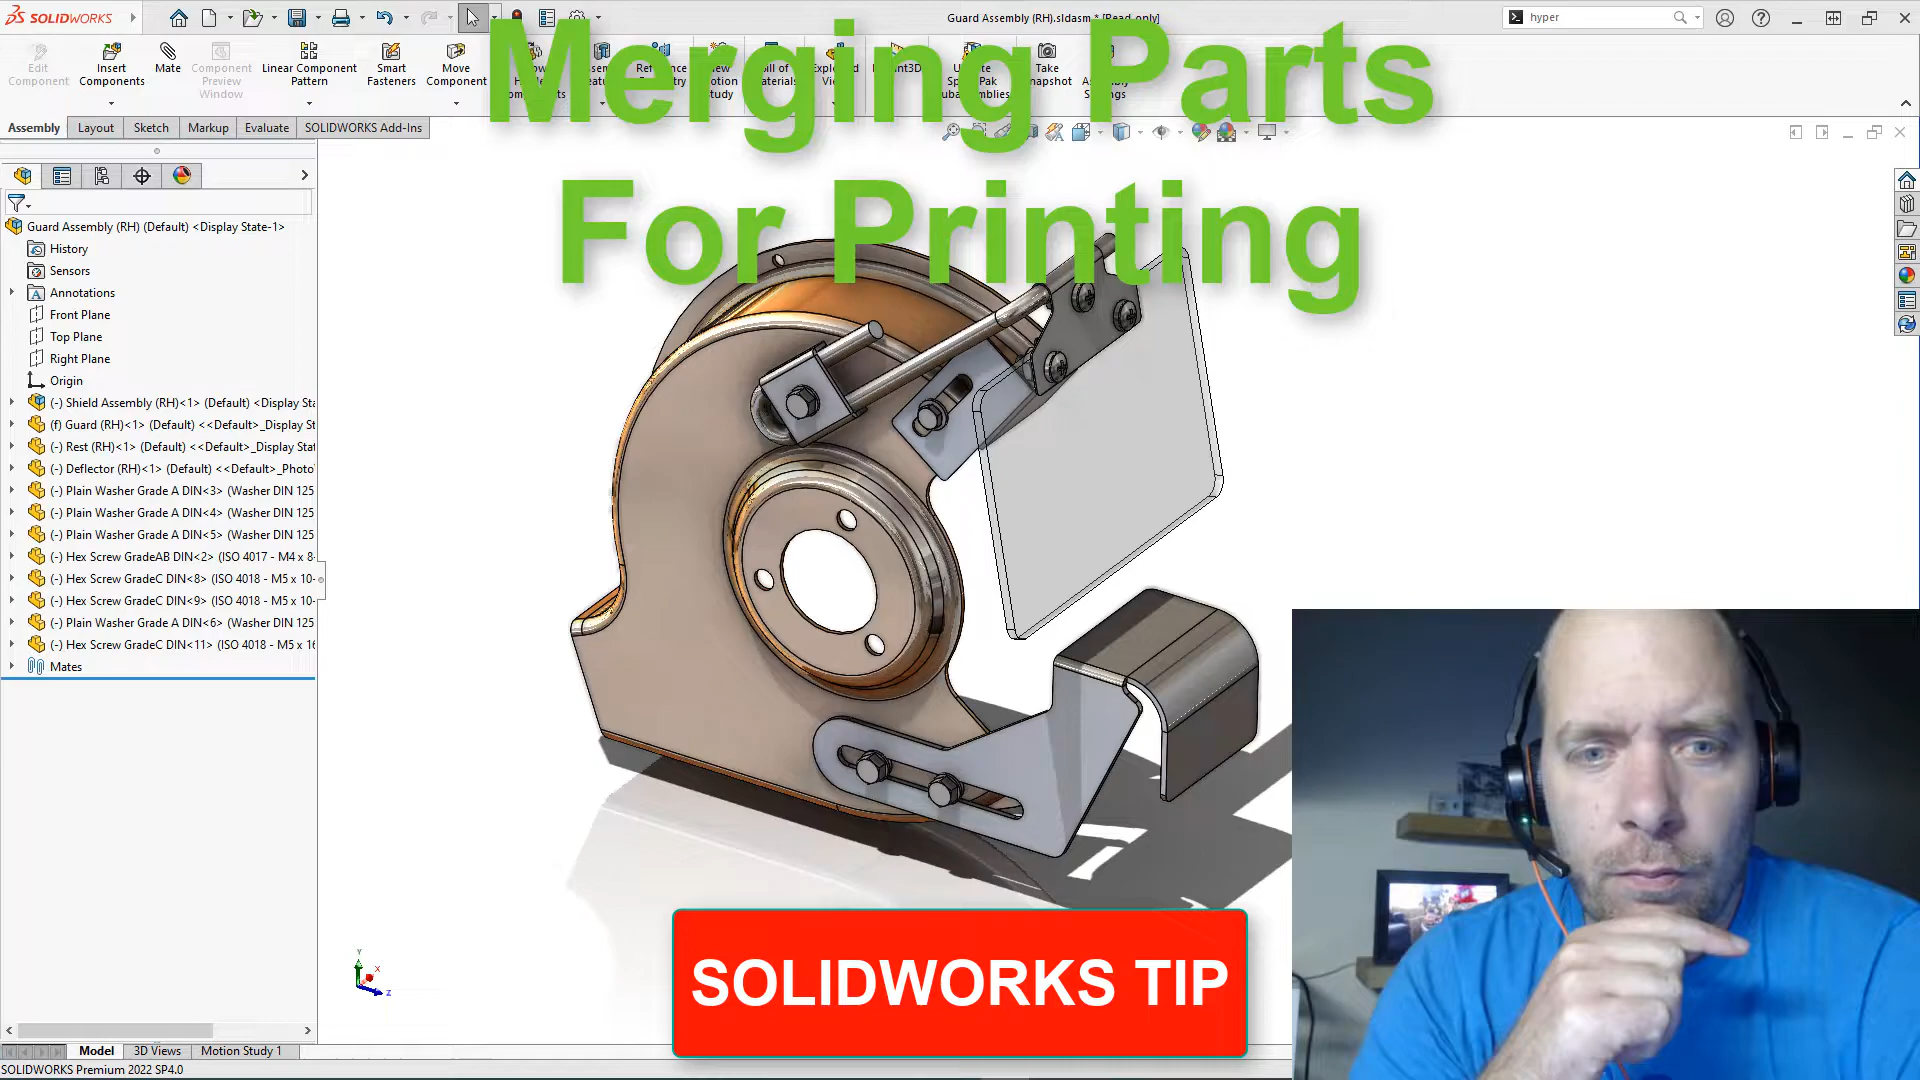 SOLIDWORKS
Guard Assembly (RH).sldasm * [Read-only]
hyper
Merging Parts
For Printing
Edit Component
Insert Components
Mate
Component Preview Window
Linear Component Pattern
Smart Fasteners
Move Component
Take Snapshot
Assembly
Layout
Sketch
Markup
Evaluate
SOLIDWORKS Add-Ins
Guard Assembly (RH) (Default) <Display State-1>
History
Sensors
Annotations
Front Plane
Top Plane
Right Plane
Origin
(-) Shield Assembly (RH)<1> (Default) <Display Sta
(f) Guard (RH)<1> (Default) <<Default>_Display St
(-) Rest (RH)<1> (Default) <<Default>_Display Stat
(-) Deflector (RH)<1> (Default) <<Default>_Photo
(-) Plain Washer Grade A DIN<3> (Washer DIN 125
(-) Plain Washer Grade A DIN<4> (Washer DIN 125
(-) Plain Washer Grade A DIN<5> (Washer DIN 125
(-) Hex Screw GradeAB DIN<2> (ISO 4017 - M4 x 8-
(-) Hex Screw GradeC DIN<8> (ISO 4018 - M5 x 10-
(-) Hex Screw GradeC DIN<9> (ISO 4018 - M5 x 10-
(-) Plain Washer Grade A DIN<6> (Washer DIN 125
(-) Hex Screw GradeC DIN<11> (ISO 4018 - M5 x 16
Mates
Y
X
Z
SOLIDWORKS TIP
Model
3D Views
Motion Study 1
SOLIDWORKS Premium 2022 SP4.0